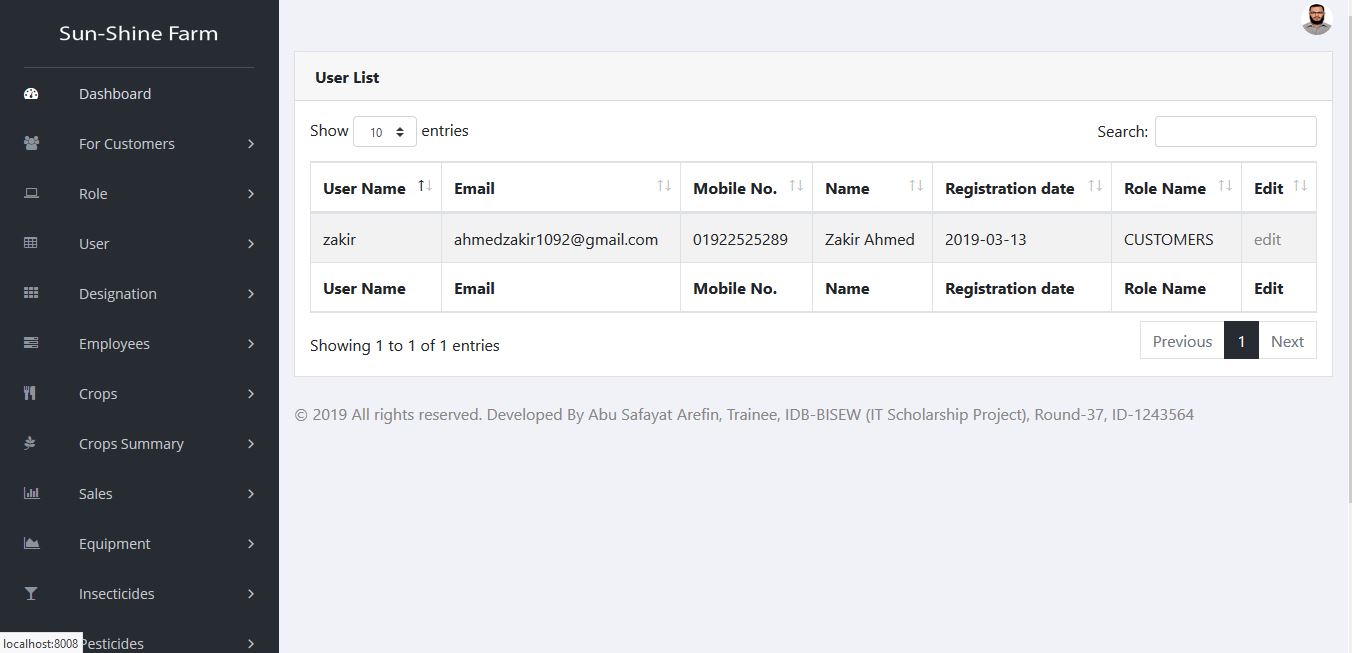 Sun-Shine Farm
Dashboard
For Customers
Role
User
Designation
Employees
Crops
Crops Summary
Sales
Equipment
Insecticides
Pesticides
localhost:8008
User List
Show 10 entries
Search:
User Name Email Mobile No. Name Registration date Role Name Edit
zakir ahmedzakir1092@gmail.com 01922525289 Zakir Ahmed 2019-03-13 CUSTOMERS edit
User Name Email Mobile No. Name Registration date Role Name Edit
Showing 1 to 1 of 1 entries
Previous 1 Next
© 2019 All rights reserved. Developed By Abu Safayat Arefin, Trainee, IDB-BISEW (IT Scholarship Project), Round-37, ID-1243564